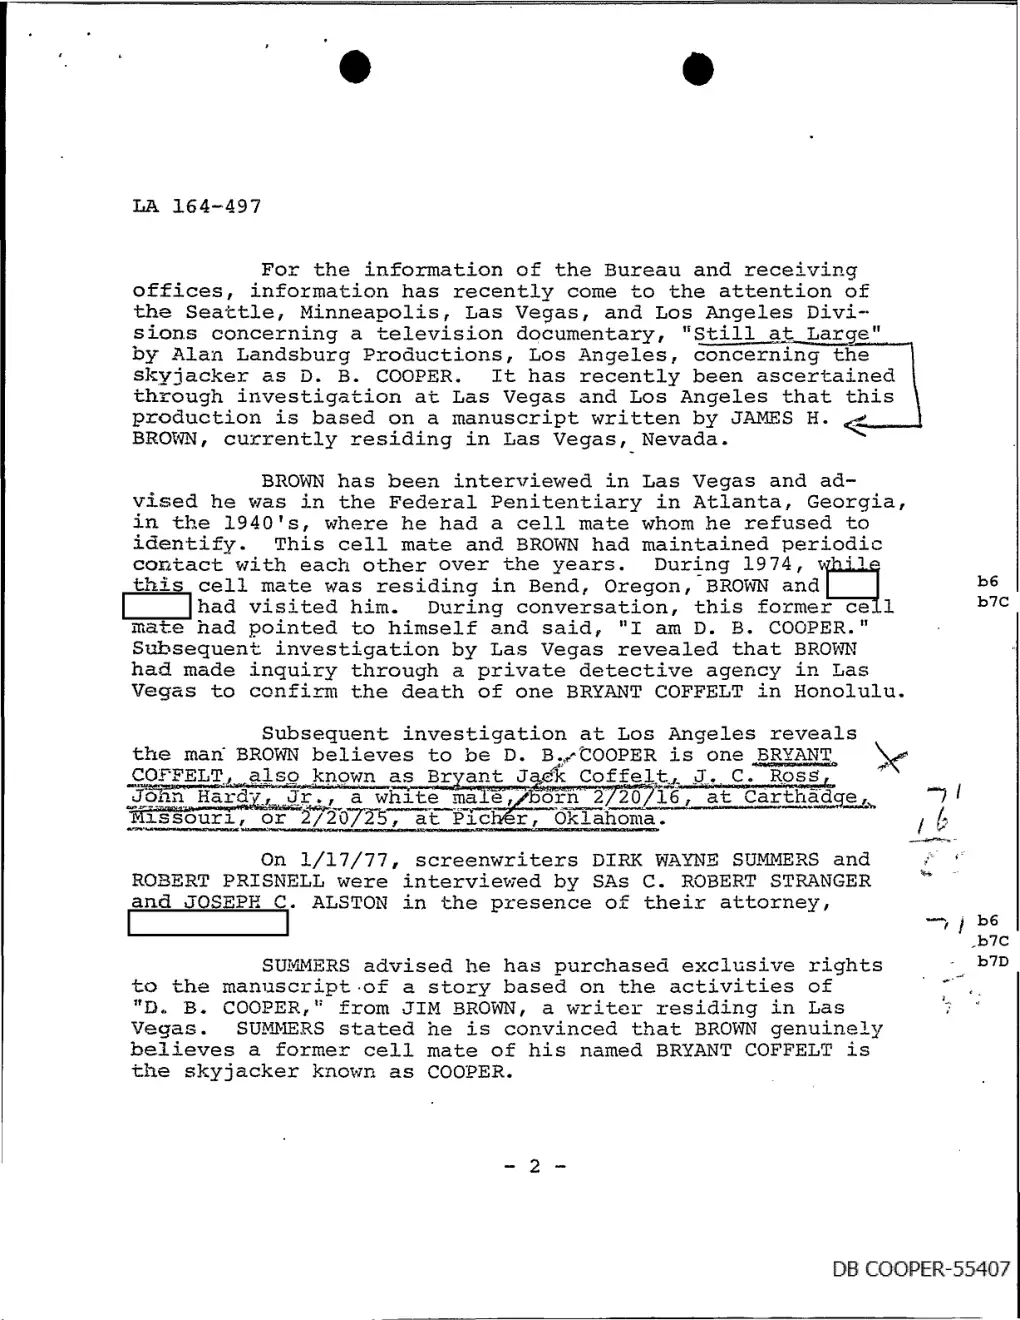 LA 164-497
For the information of the Bureau and receiving
offices, information has recently come to the attention of
the Seattle, Minneapolis, Las Vegas, and Los Angeles Divi-
sions concerning a television documentary, "Still at Large"
by Alan Landsburg Productions, Los Angeles, concerning the
skyjacker as D. B. COOPER. It has recently been ascertained
through investigation at Las Vegas and Los Angeles that this
production is based on a manuscript written by JAMES H.
BROWN, currently residing in Las Vegas, Nevada.
BROWN has been interviewed in Las Vegas and ad-
vised he was in the Federal Penitentiary in Atlanta, Georgia,
in the 1940's, where he had a cell mate whom he refused to
identify. This cell mate and BROWN had maintained periodic
contact with each other over the years. During 1974, while
this cell mate was residing in Bend, Oregon, BROWN and
b6
had visited him. During conversation, this former cell
b7C
mate had pointed to himself and said, "I am D. B. COOPER."
Subsequent investigation by Las Vegas revealed that BROWN
had made inquiry through a private detective agency in Las
Vegas to confirm the death of one BRYANT COFFELT in Honolulu.
Subsequent investigation at Los Angeles reveals
the man BROWN believes to be D. B. COOPER is one BRYANT
COFFELT, also known as Bryant Jack Coffelt, J. C. Ross,
John Hardy, Jr., a white male, born 2/20/16, at Carthadge,
Missouri, or 2/20/25, at Picher, Oklahoma.
71
16
On 1/17/77, screenwriters DIRK WAYNE SUMMERS and
ROBERT PRISNELL were interviewed by SAs C. ROBERT STRANGER
and JOSEPH C. ALSTON in the presence of their attorney,
b6
b7C
SUMMERS advised he has purchased exclusive rights
b7D
to the manuscript of a story based on the activities of
"D. B. COOPER," from JIM BROWN, a writer residing in Las
Vegas. SUMMERS stated he is convinced that BROWN genuinely
believes a former cell mate of his named BRYANT COFFELT is
the skyjacker known as COOPER.
- 2 -
DB COOPER-55407